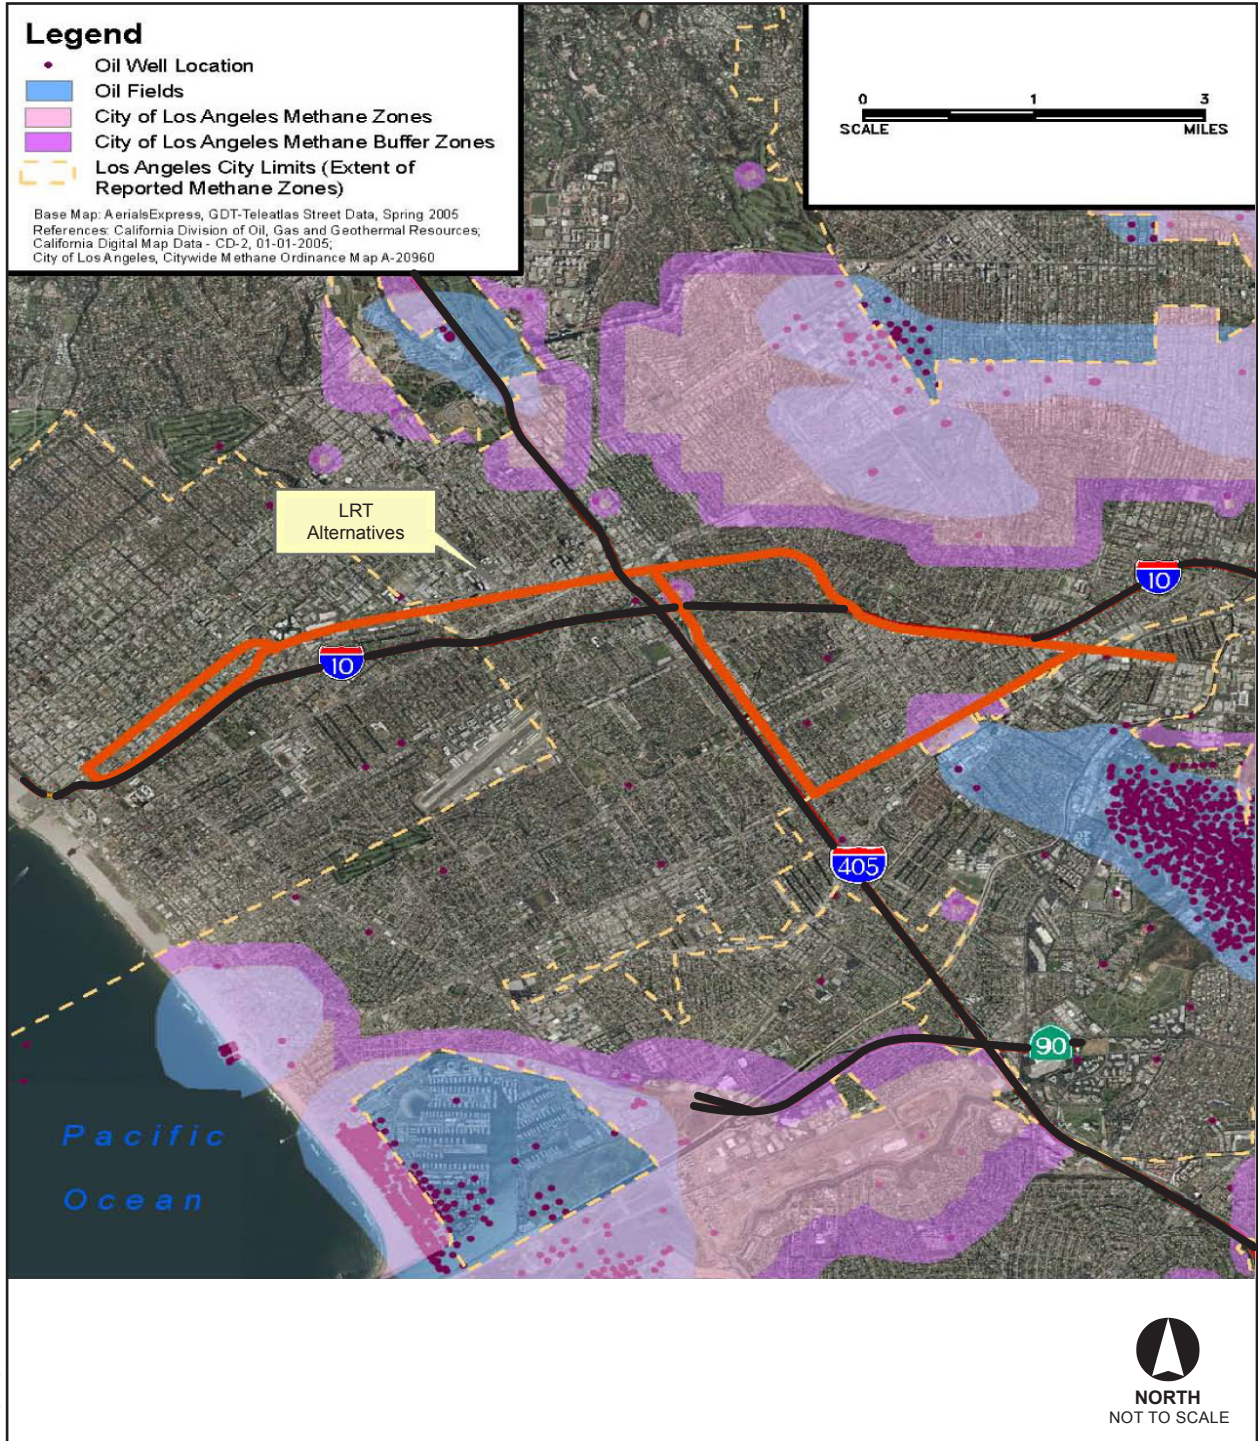 Legend
Oil Well Location
Oil Fields
City of Los Angeles Methane Zones
City of Los Angeles Methane Buffer Zones
Los Angeles City Limits (Extent of
Reported Methane Zones)
Base Map: AerialsExpress, GDT-Teleatlas Street Data, Spring 2005
References: California Division of Oil, Gas and Geothermal Resources;
California Digital Map Data - CD-2, 01-01-2005;
City of Los Angeles, Citywide Methane Ordinance Map A-20960
0 1 3
SCALE MILES
LRT
Alternatives
10
10
405
90
Pacific
Ocean
NORTH
NOT TO SCALE